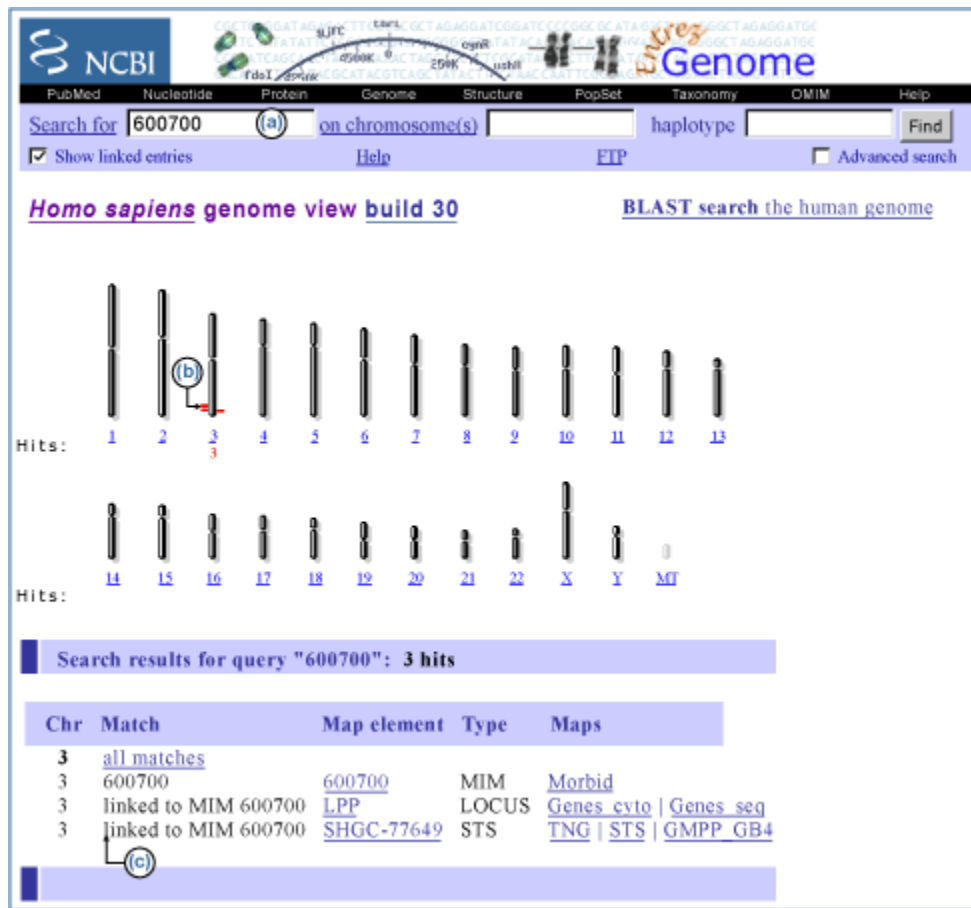 NCBI
Entrez
Genome
PubMed Nucleotide Protein Genome Structure PopSet Taxonomy OMIM Help
Search for 600700 (a) on chromosome(s) haplotype Find
Show linked entries Help FTP Advanced search
Homo sapiens genome view build 30 BLAST search the human genome
(b)
Hits: 1 2 3 4 5 6 7 8 9 10 11 12 13
3
14 15 16 17 18 19 20 21 22 X Y MT
Hits:
Search results for query "600700": 3 hits
Chr Match Map element Type Maps
3 all matches
3 600700 600700 MIM Morbid
3 linked to MIM 600700 LPP LOCUS Genes_cyto | Genes_seq
3 linked to MIM 600700 SHGC-77649 STS TNG | STS | GMPP_GB4
(c)